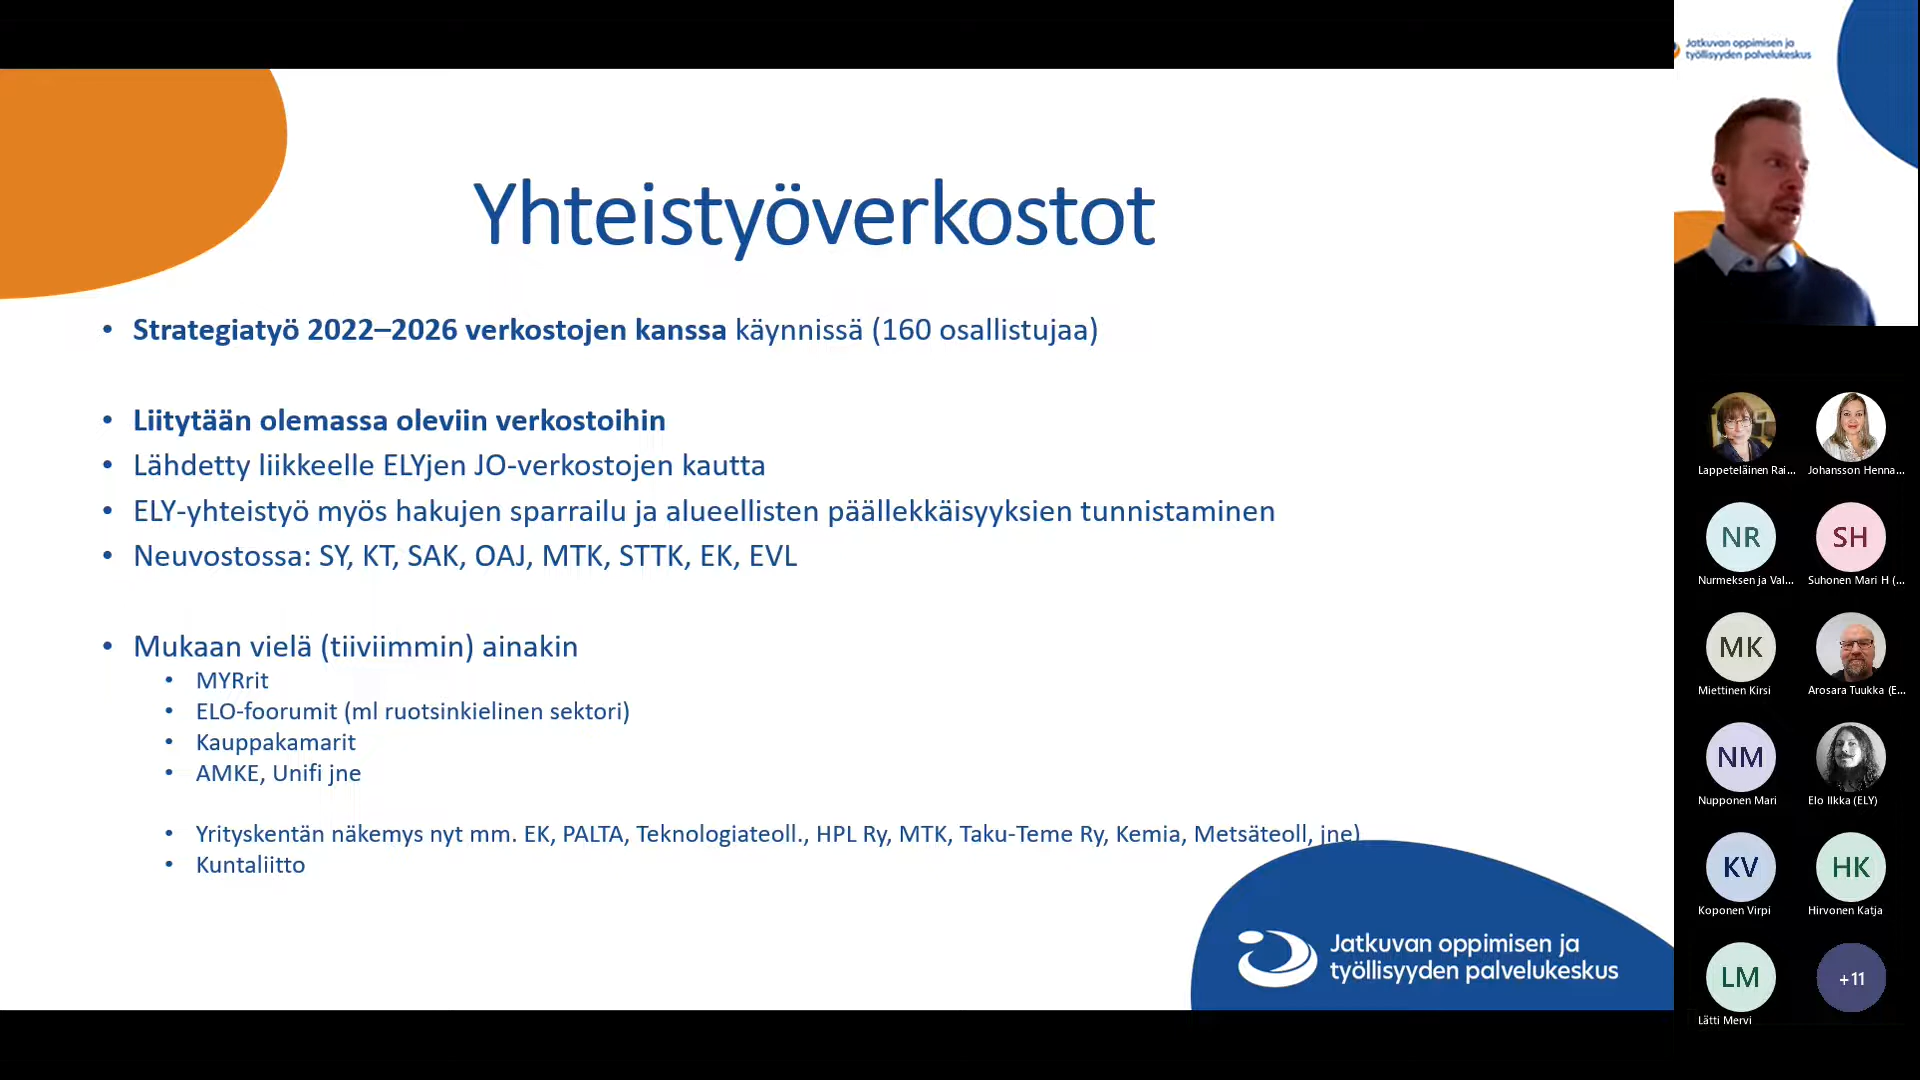 Yhteistyöverkostot
• Strategiatyö 2022–2026 verkostojen kanssa käynnissä (160 osallistujaa)
• Liitytään olemassa oleviin verkostoihin
• Lähdetty liikkeelle ELYjen JO-verkostojen kautta
• ELY-yhteistyö myös hakujen sparrailu ja alueellisten päällekkäisyyksien tunnistaminen
• Neuvostossa: SY, KT, SAK, OAJ, MTK, STTK, EK, EVL
• Mukaan vielä (tiiviimmin) ainakin
• MYRrit
• ELO-foorumit (ml ruotsinkielinen sektori)
• Kauppakamarit
• AMKE, Unifi jne
• Yrityskentän näkemys nyt mm. EK, PALTA, Teknologiateoll., HPL Ry, MTK, Taku-Teme Ry, Kemia, Metsäteoll, jne)
• Kuntaliitto
Jatkuvan oppimisen ja
työllisyyden palvelukeskus
Jatkuvan oppimisen ja
työllisyyden palvelukeskus
Lappeteläinen Rai...
Johansson Henna...
NR
SH
Nurmeksen ja Val...
Suhonen Mari H (...
MK
Miettinen Kirsi
Arosara Tuukka (E...
NM
Nupponen Mari
Elo Ilkka (ELY)
KV
HK
Koponen Virpi
Hirvonen Katja
LM
+11
Lätti Mervi